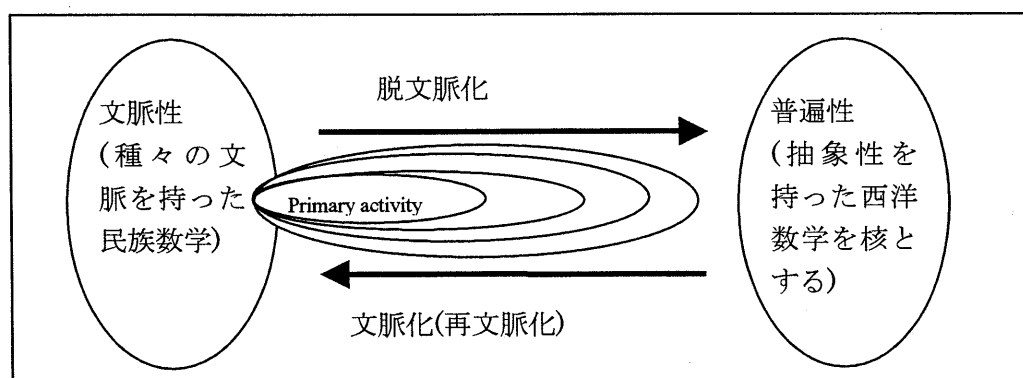 脱文脈化
文脈性
(種々の文
脈を持った
民族数学)
Primary activity
普遍性
(抽象性を
持った西洋
数学を核と
する)
文脈化(再文脈化)